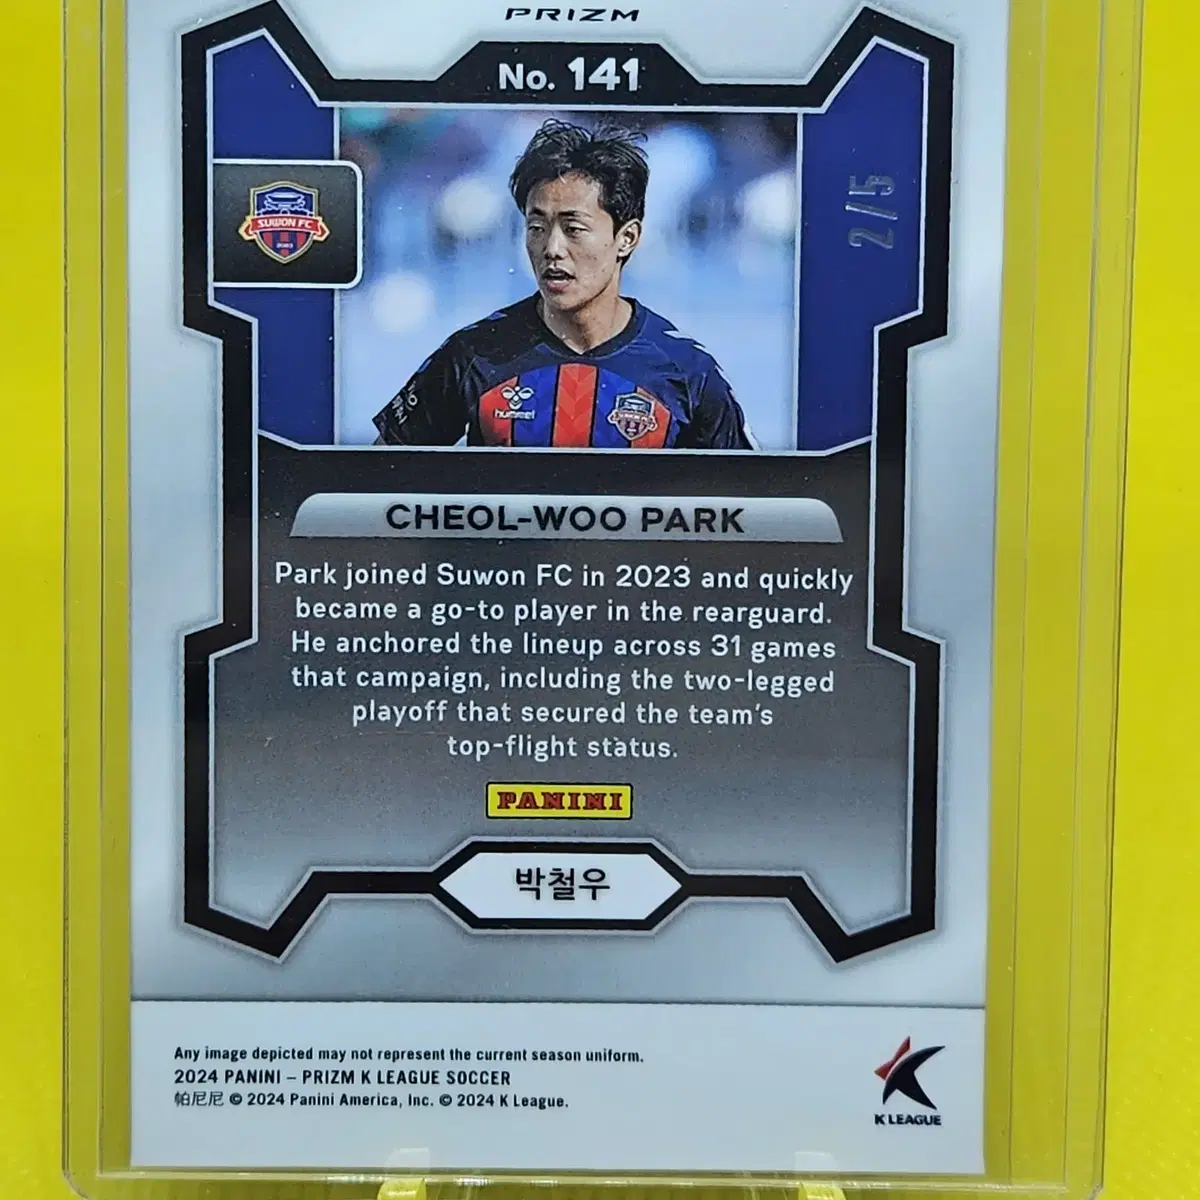 PRIZM
No. 141
2/5
SUWON FC
2003
hummel
CHEOL-WOO PARK
Park joined Suwon FC in 2023 and quickly
became a go-to player in the rearguard.
He anchored the lineup across 31 games
that campaign, including the two-legged
playoff that secured the team's
top-flight status.
PANINI
박철우
Any image depicted may not represent the current season uniform.
2024 PANINI – PRIZM K LEAGUE SOCCER
帕尼尼 © 2024 Panini America, Inc. © 2024 K League.
K LEAGUE